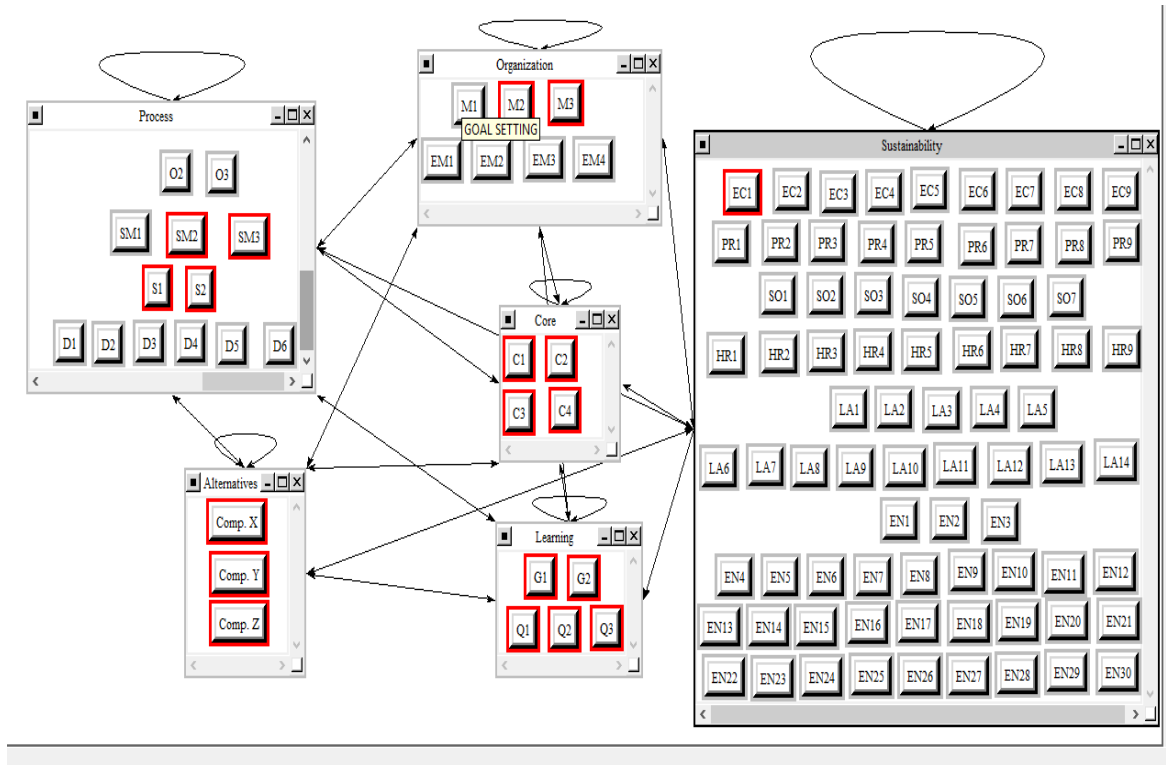 Organization
M1 M2 M3
GOAL SETTING
EM1 EM2 EM3 EM4
Process
O2 O3
SM1 SM2 SM3
S1 S2
D1 D2 D3 D4 D5 D6
Core
C1 C2
C3 C4
Alternatives
Comp. X
Comp. Y
Comp. Z
Learning
G1 G2
Q1 Q2 Q3
Sustainability
EC1 EC2 EC3 EC4 EC5 EC6 EC7 EC8 EC9
PR1 PR2 PR3 PR4 PR5 PR6 PR7 PR8 PR9
SO1 SO2 SO3 SO4 SO5 SO6 SO7
HR1 HR2 HR3 HR4 HR5 HR6 HR7 HR8 HR9
LA1 LA2 LA3 LA4 LA5
LA6 LA7 LA8 LA9 LA10 LA11 LA12 LA13 LA14
EN1 EN2 EN3
EN4 EN5 EN6 EN7 EN8 EN9 EN10 EN11 EN12
EN13 EN14 EN15 EN16 EN17 EN18 EN19 EN20 EN21
EN22 EN23 EN24 EN25 EN26 EN27 EN28 EN29 EN30